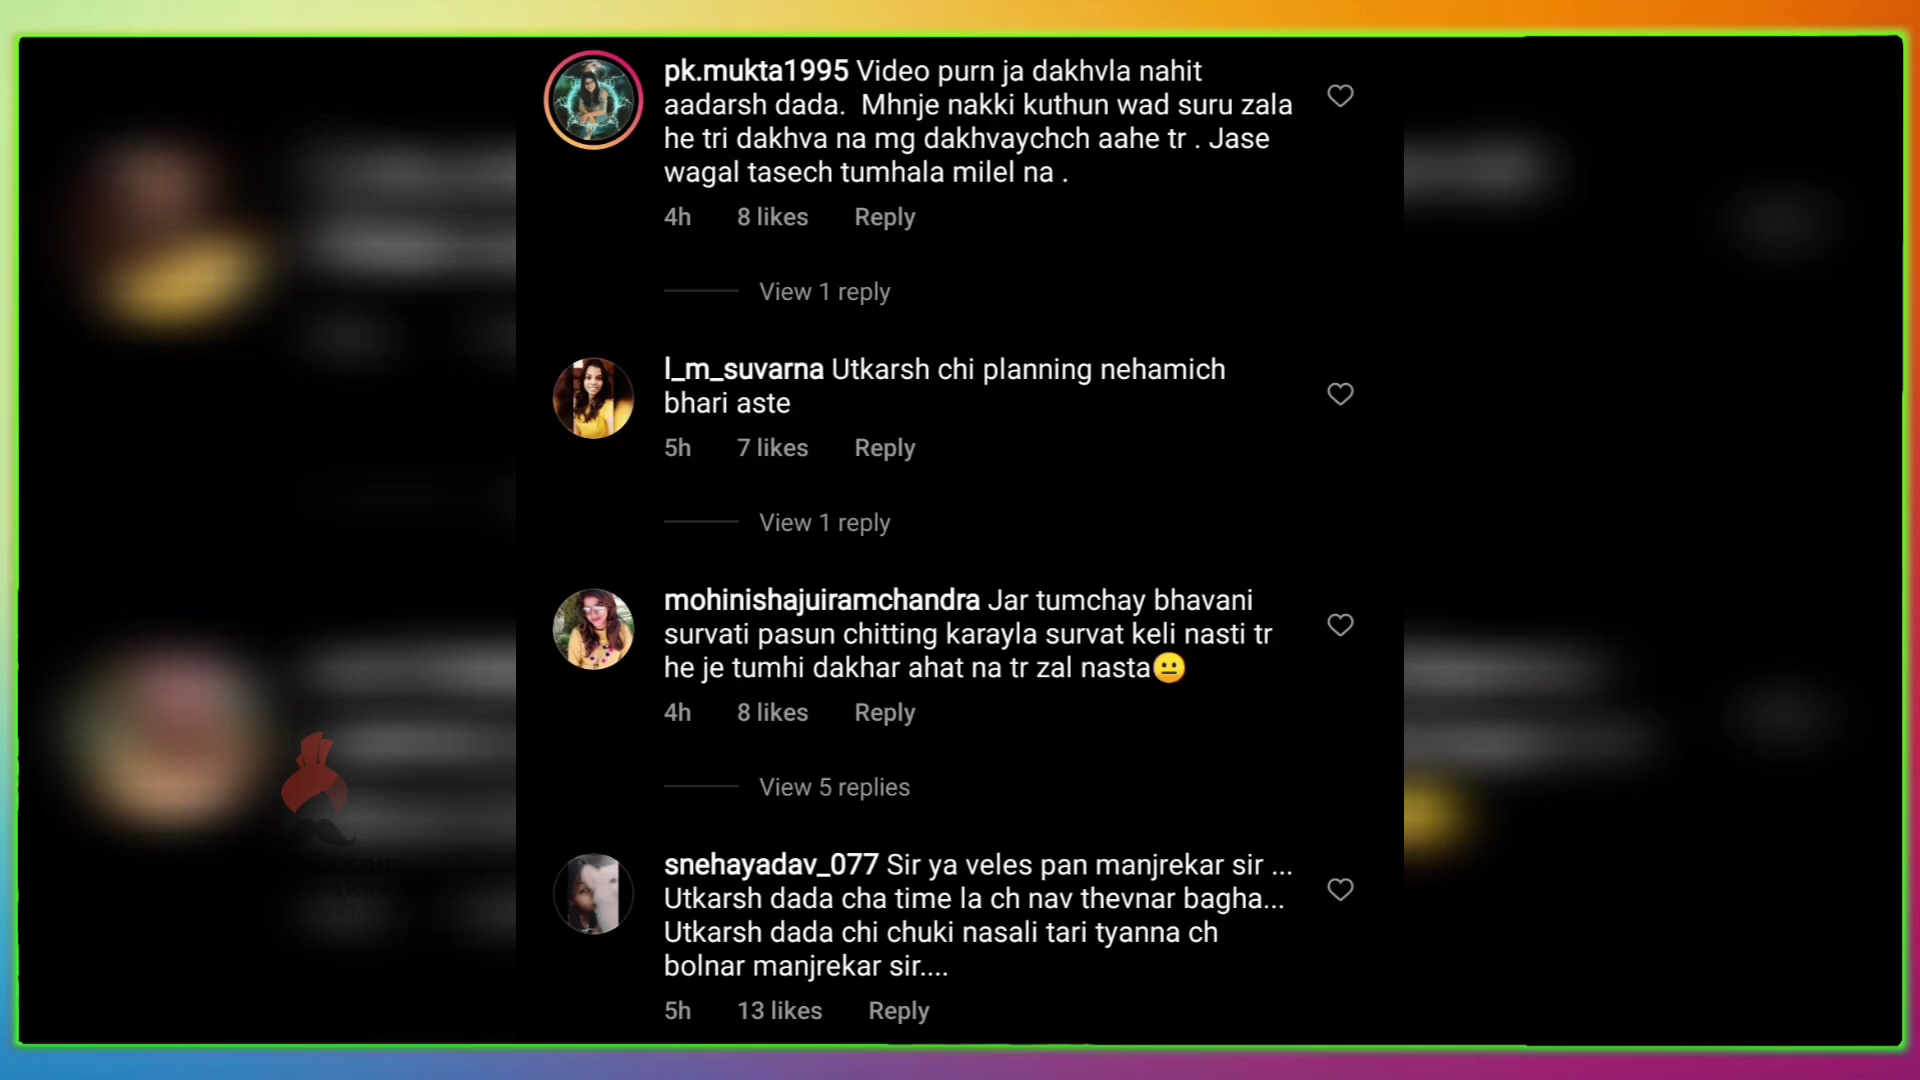 pk.mukta1995 Video purn ja dakhvla nahit
aadarsh dada.  Mhnje nakki kuthun wad suru zala
he tri dakhva na mg dakhvaychch aahe tr . Jase
wagal tasech tumhala milel na .
4h 8 likes Reply
View 1 reply
l_m_suvarna Utkarsh chi planning nehamich
bhari aste
5h 7 likes Reply
View 1 reply
mohinishajuiramchandra Jar tumchay bhavani
survati pasun chitting karayla survat keli nasti tr
he je tumhi dakhar ahat na tr zal nasta😐
4h 8 likes Reply
View 5 replies
snehayadav_077 Sir ya veles pan manjrekar sir ...
Utkarsh dada cha time la ch nav thevnar bagha...
Utkarsh dada chi chuki nasali tari tyanna ch
bolnar manjrekar sir....
5h 13 likes Reply